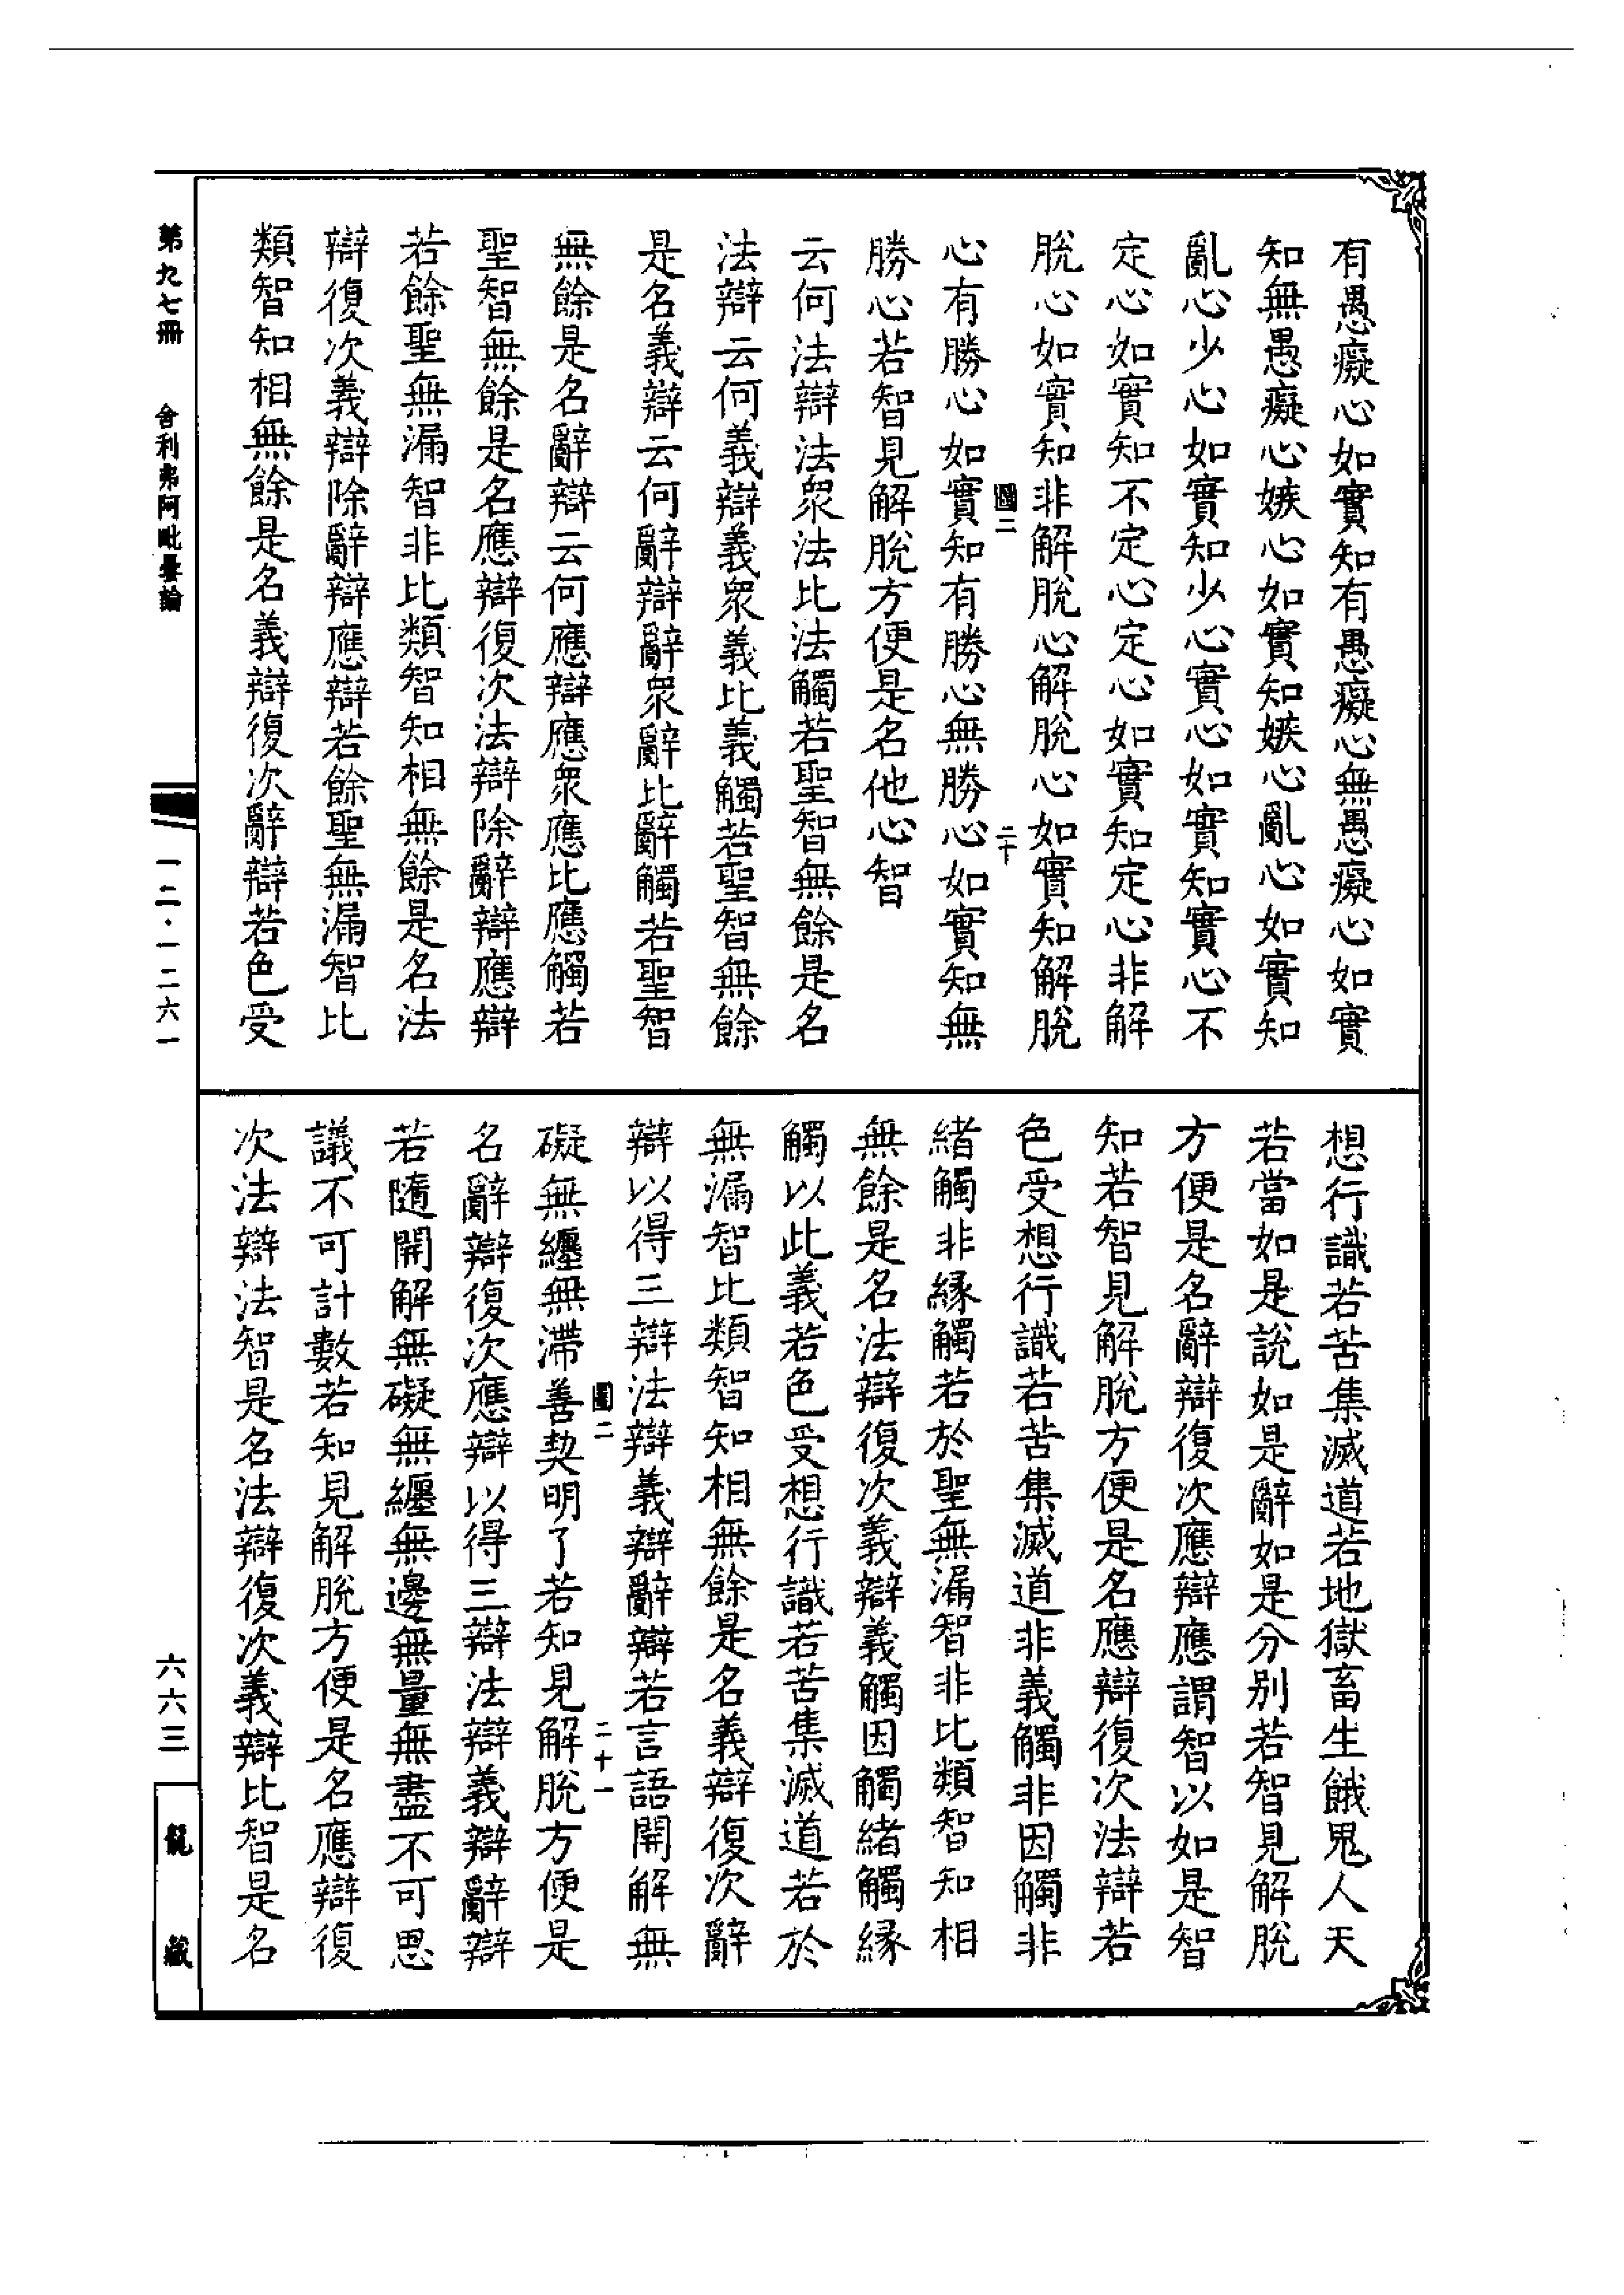 有愚癡心如實知有愚癡心無愚癡心如實
知無愚癡心嫉心如實知嫉心亂心如實知
亂心少心如實知少心實心如實知實心不
定心如實知不定心定心如實知定心非解
脫心如實知非解脫心解脫心如實知解脫
圖二 二十
心有勝心如實知有勝心無勝心如實知無
勝心若智見解脫方便是名他心智
云何法辯法眾法比法觸若聖智無餘是名
法辯云何義辯義眾義比義觸若聖智無餘
是名義辯云何辭辯辭眾辭比辭觸若聖智
無餘是名辭辯云何應辯應眾應比應觸若
聖智無餘是名應辯復次法辯除辭辯應辯
若餘聖無漏智非比類智知相無餘是名法
辯復次義辯除辭辯應辯若餘聖無漏智比
類智知相無餘是名義辯復次辭辯若色受
想行識若苦集滅道若地獄畜生餓鬼人天
若當如是說如是辭如是分別若智見解脫
方便是名辭辯復次應辯應謂智以如是智
知若智見解脫方便是名應辯復次法辯若
色受想行識若苦集滅道非義觸非因觸非
緒觸非緣觸若於聖無漏智非比類智知相
無餘是名法辯復次義辯義觸因觸緒觸緣
觸以此義若色受想行識若苦集滅道若於
無漏智比類智知相無餘是名義辯復次辭
辯以得三辯法辯義辯辭辯若言語開解無
圖二 二十一
礙無纏無滯善契明了若知見解脫方便是
名辭辯復次應辯以得三辯法辯義辯辭辯
若隨開解無礙無纏無邊無量無盡不可思
議不可計數若知見解脫方便是名應辯復
次法辯法智是名法辯復次義辯比智是名
第九七冊 舍利弗阿毗曇論
一二·一二六一
六六三
龍藏